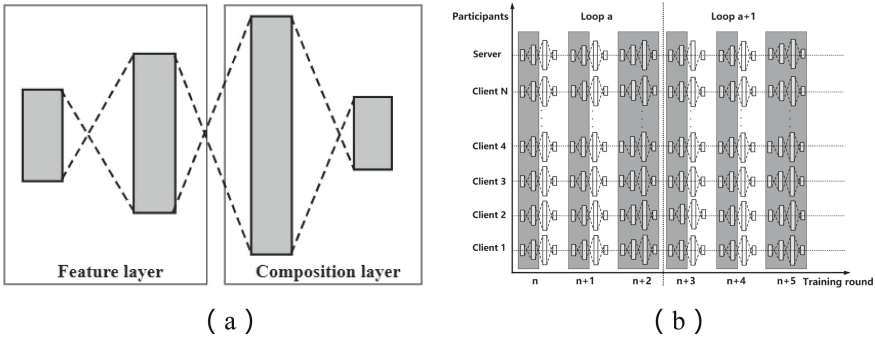 Feature layer
Composition layer
( a )
Participants
Loop a
Loop a+1
Server
Client N
Client 4
Client 3
Client 2
Client 1
n
n+1
n+2
n+3
n+4
n+5
Training round
( b )